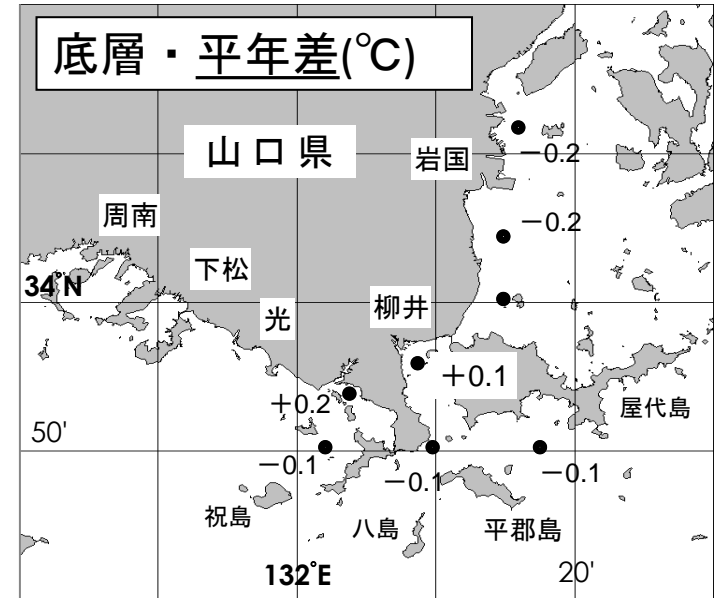 底層・平年差(℃)
山口県
岩国
－0.2
周南
－0.2
下松
34°N
光
柳井
＋0.1
＋0.2
屋代島
50'
－0.1
－0.1
－0.1
祝島
八島
平郡島
132°E
20'